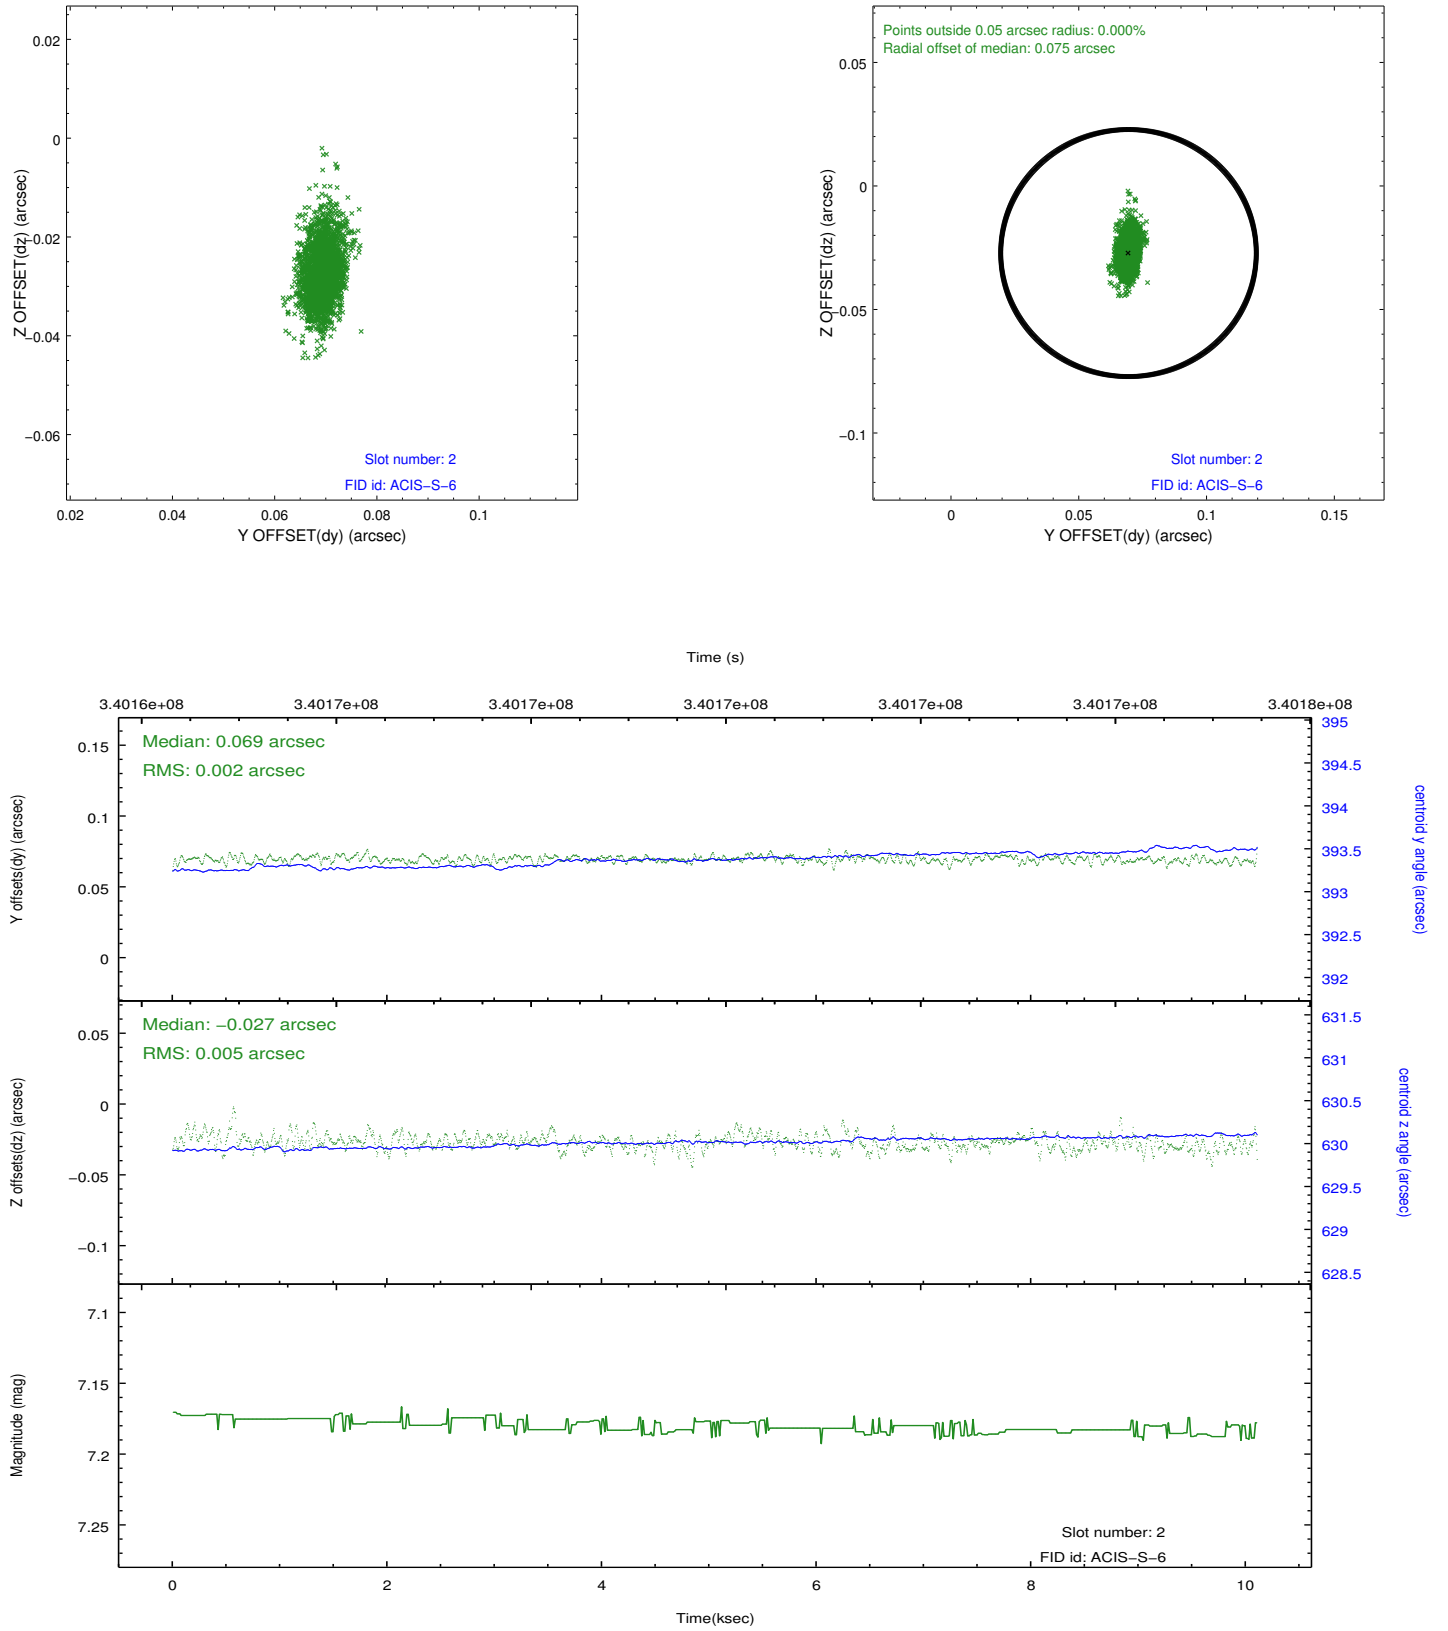 0.02
0
−0.02
−0.04
−0.06
Z OFFSET(dz) (arcsec)
Slot number: 2
FID id: ACIS−S−6
0.02 0.04 0.06 0.08 0.1
Y OFFSET(dy) (arcsec)
Points outside 0.05 arcsec radius: 0.000%
Radial offset of median: 0.075 arcsec
0.05
0
−0.05
−0.1
Z OFFSET(dz) (arcsec)
Slot number: 2
FID id: ACIS−S−6
0 0.05 0.1 0.15
Y OFFSET(dy) (arcsec)
Time (s)
3.4016e+08 3.4017e+08 3.4017e+08 3.4017e+08 3.4017e+08 3.4017e+08 3.4018e+08
Median: 0.069 arcsec
RMS: 0.002 arcsec
0.15
0.1
0.05
0
Y offsets(dy) (arcsec)
395
394.5
394
393.5
393
392.5
392
centroid y angle (arcsec)
Median: −0.027 arcsec
RMS: 0.005 arcsec
0.05
0
−0.05
−0.1
Z offsets(dz) (arcsec)
631.5
631
630.5
630
629.5
629
628.5
centroid z angle (arcsec)
7.1
7.15
7.2
7.25
Magnitude (mag)
Slot number: 2
FID id: ACIS−S−6
0 2 4 6 8 10
Time(ksec)